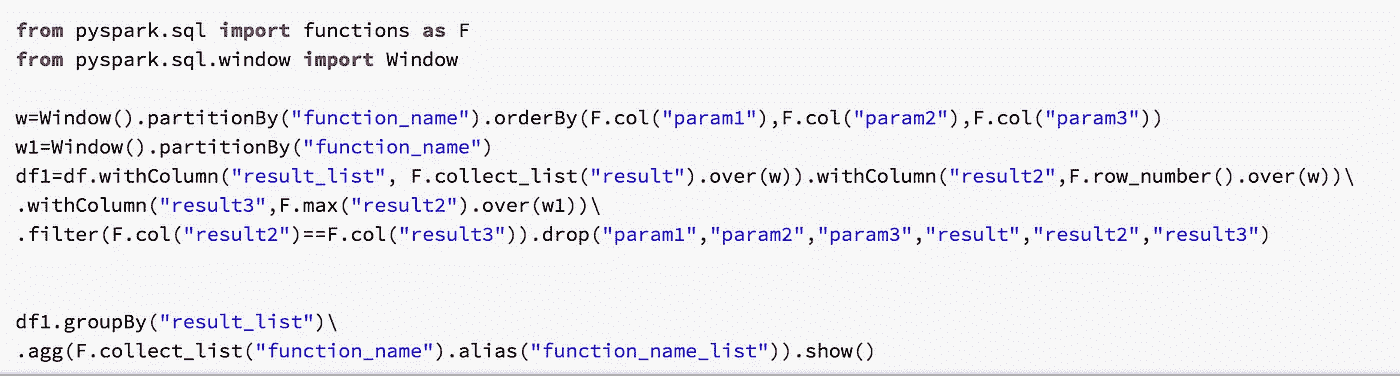 from pyspark.sql import functions as F
from pyspark.sql.window import Window
w=Window().partitionBy("function_name").orderBy(F.col("param1"),F.col("param2"),F.col("param3"))
w1=Window().partitionBy("function_name")
df1=df.withColumn("result_list", F.collect_list("result").over(w)).withColumn("result2",F.row_number().over(w))\
.withColumn("result3",F.max("result2").over(w1))\
.filter(F.col("result2")==F.col("result3")).drop("param1","param2","param3","result","result2","result3")
df1.groupBy("result_list")\
.agg(F.collect_list("function_name").alias("function_name_list")).show()